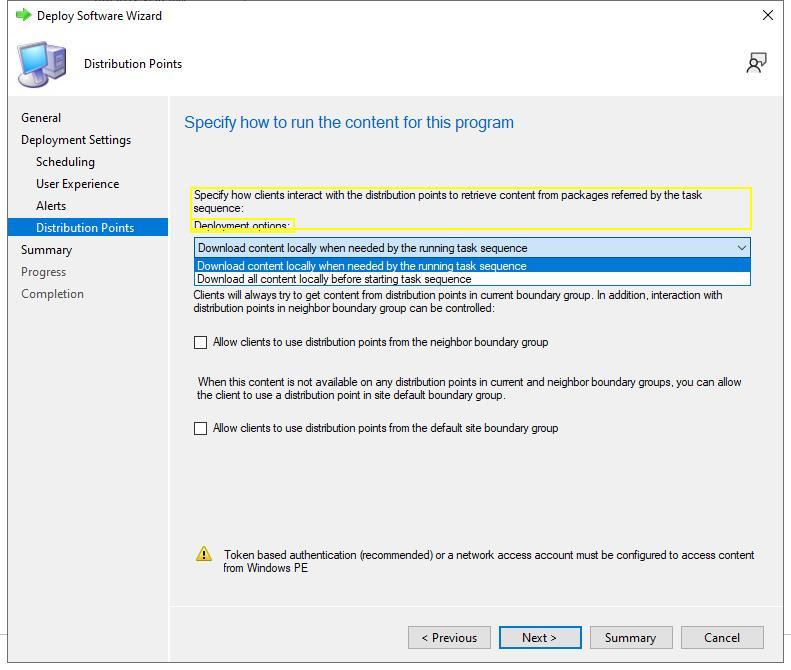 Deploy Software Wizard
Distribution Points
General
Deployment Settings
Scheduling
User Experience
Alerts
Distribution Points
Summary
Progress
Completion
Specify how to run the content for this program
Specify how clients interact with the distribution points to retrieve content from packages referred by the task
sequence:
Deployment options:
Download content locally when needed by the running task sequence
Download content locally when needed by the running task sequence
Download all content locally before starting task sequence
Clients will always try to get content from distribution points in current boundary group. In addition, interaction with
distribution points in neighbor boundary group can be controlled:
Allow clients to use distribution points from the neighbor boundary group
When this content is not available on any distribution points in current and neighbor boundary groups, you can allow
the client to use a distribution point in site default boundary group.
Allow clients to use distribution points from the default site boundary group
Token based authentication (recommended) or a network access account must be configured to access content
from Windows PE
< Previous
Next >
Summary
Cancel